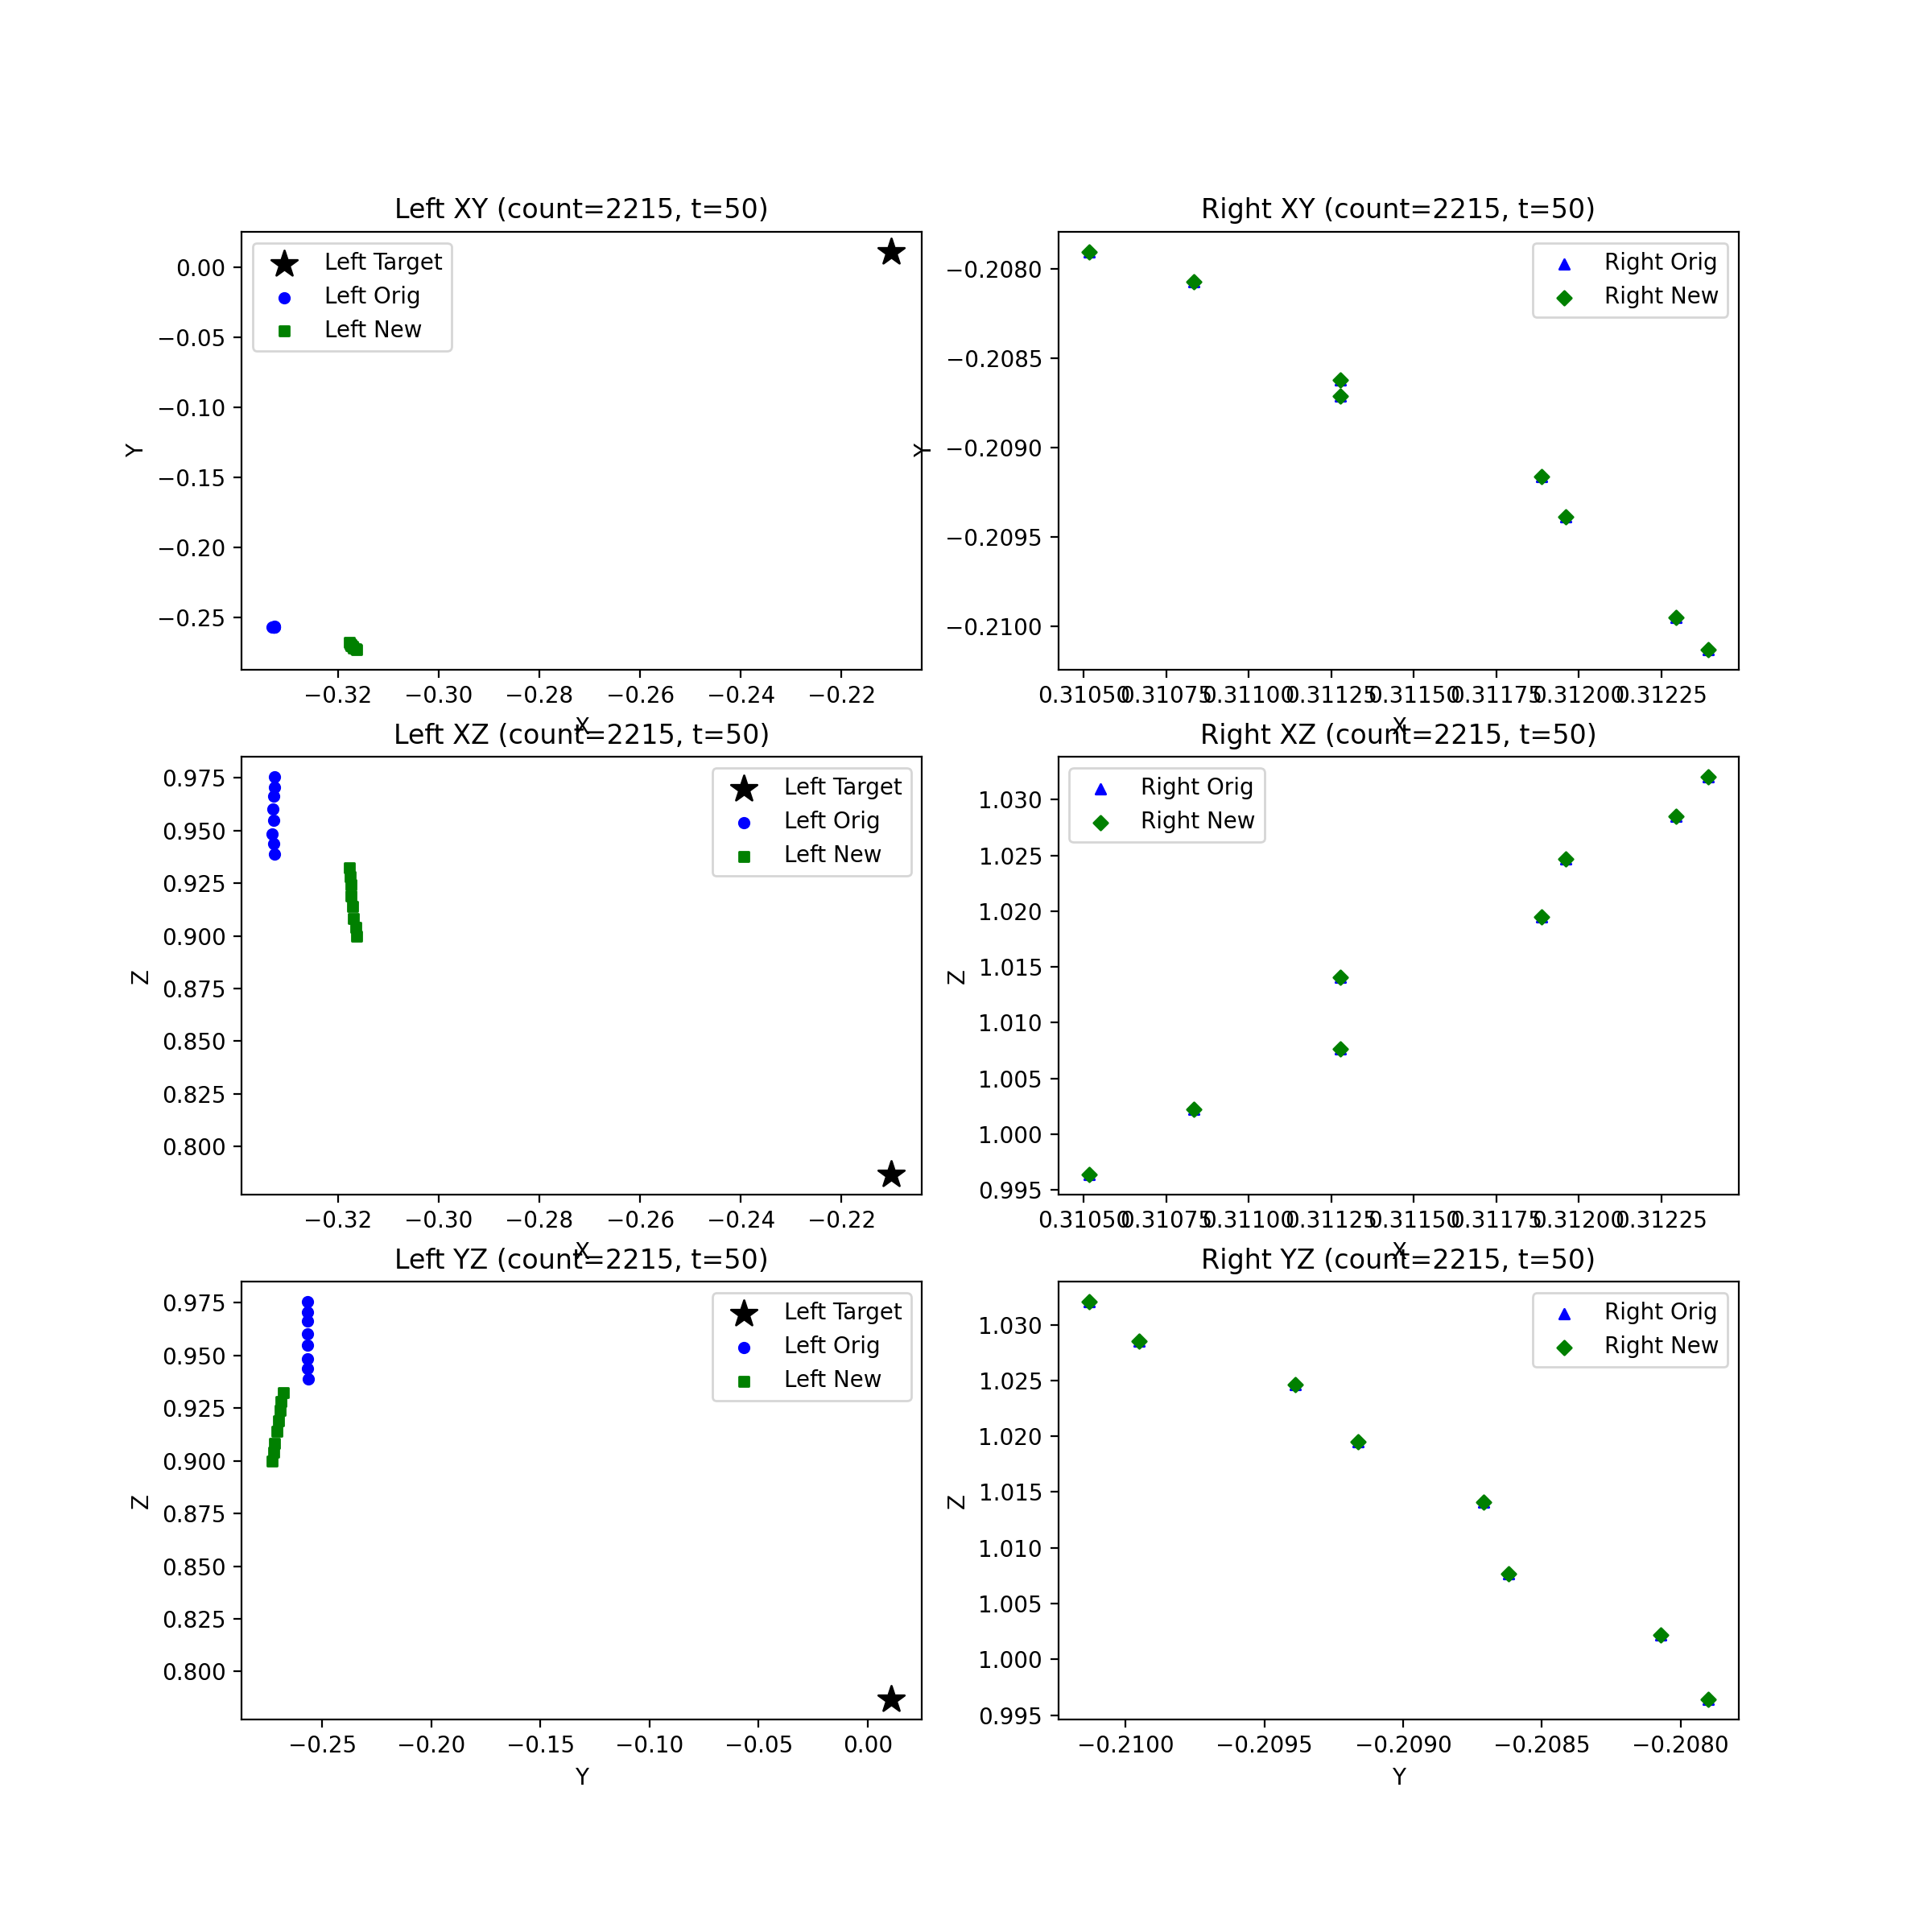 Left XY (count=2215, t=50)
Right XY (count=2215, t=50)
Left Target
Left Orig
Left New
Right Orig
Right New
0.00
−0.05
−0.10
−0.15
−0.20
−0.25
Y
−0.32
−0.30
−0.28
−0.26
−0.24
−0.22
X
−0.2080
−0.2085
−0.2090
−0.2095
−0.2100
Y
0.31050
0.31075
0.31100
0.31125
0.31150
0.31175
0.31200
0.31225
X
Left XZ (count=2215, t=50)
Right XZ (count=2215, t=50)
Left Target
Left Orig
Left New
Right Orig
Right New
0.975
0.950
0.925
0.900
0.875
0.850
0.825
0.800
Z
−0.32
−0.30
−0.28
−0.26
−0.24
−0.22
X
1.030
1.025
1.020
1.015
1.010
1.005
1.000
0.995
Z
0.31050
0.31075
0.31100
0.31125
0.31150
0.31175
0.31200
0.31225
X
Left YZ (count=2215, t=50)
Right YZ (count=2215, t=50)
Left Target
Left Orig
Left New
Right Orig
Right New
0.975
0.950
0.925
0.900
0.875
0.850
0.825
0.800
Z
−0.25
−0.20
−0.15
−0.10
−0.05
0.00
Y
1.030
1.025
1.020
1.015
1.010
1.005
1.000
0.995
Z
−0.2100
−0.2095
−0.2090
−0.2085
−0.2080
Y